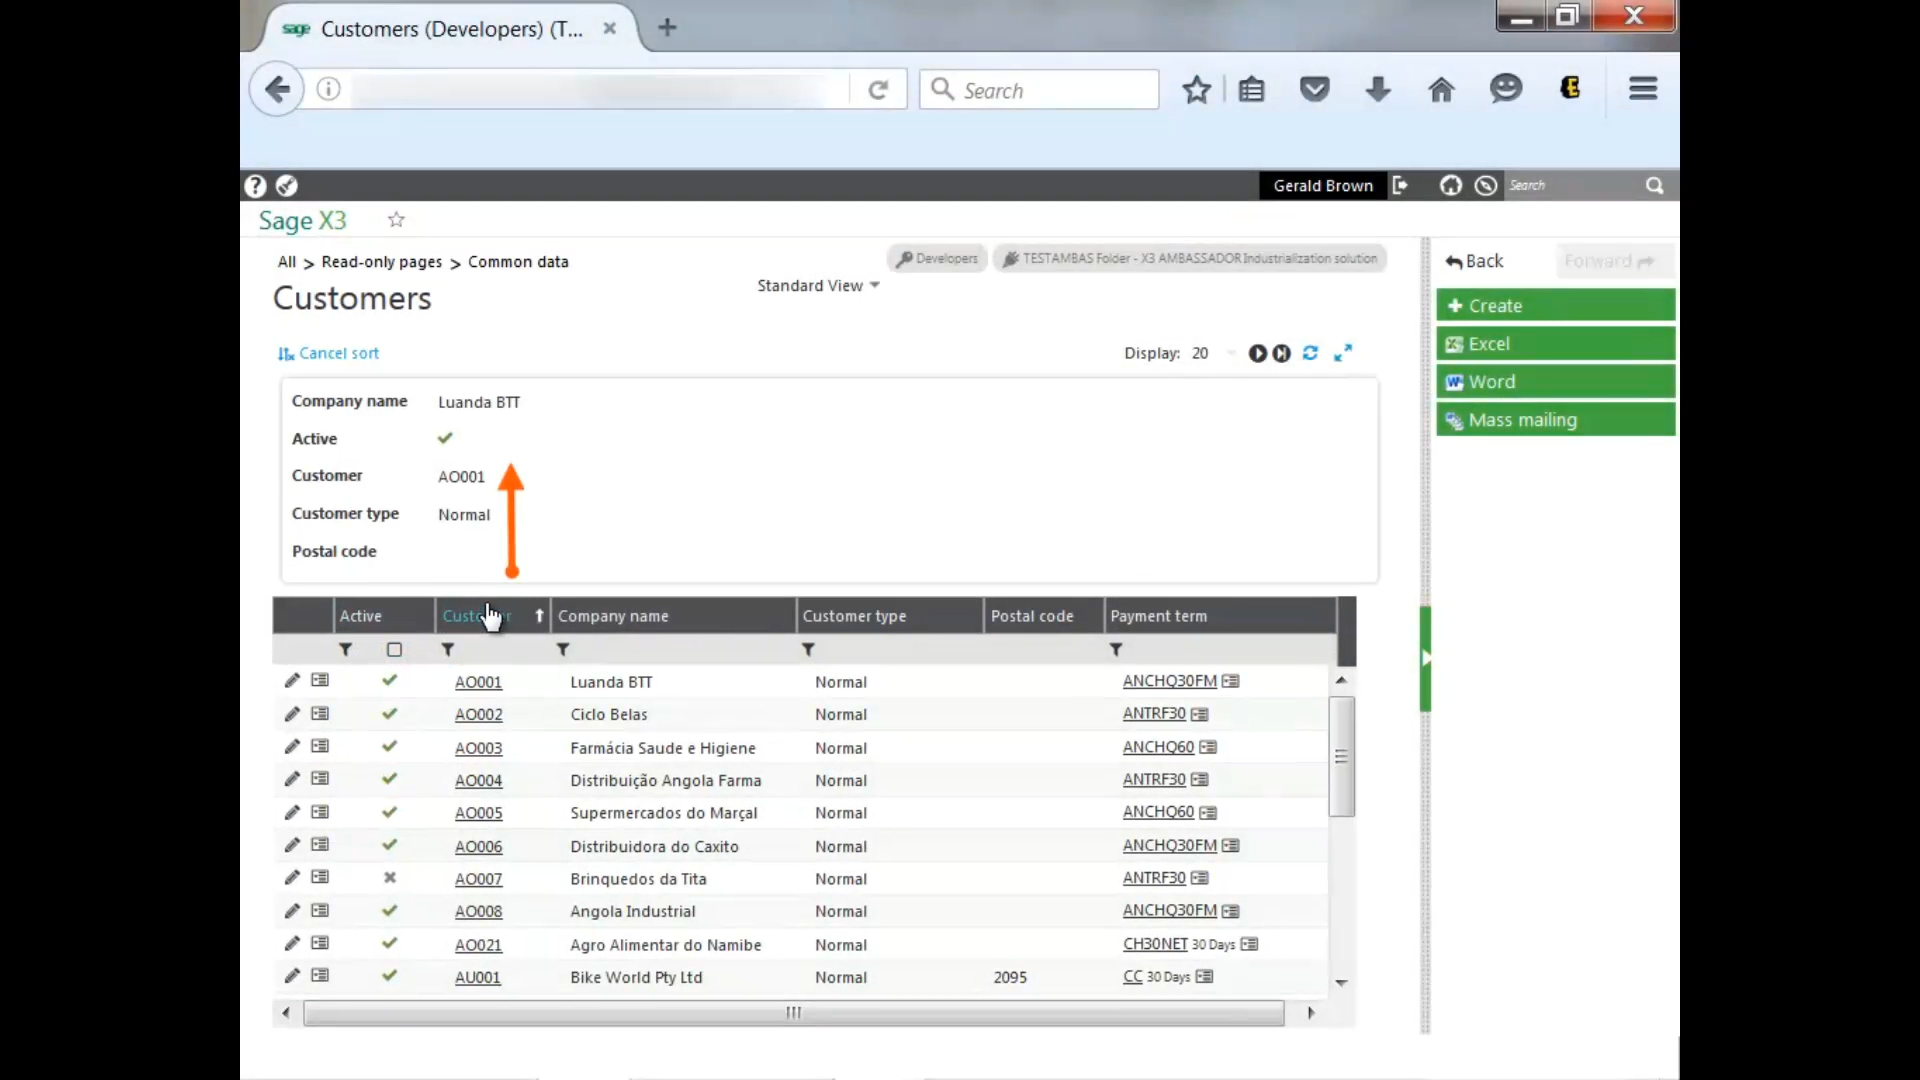 sage Customers (Developers) (T...
Search
Gerald Brown
Search
Sage X3
All > Read-only pages > Common data
Developers
TESTAMBAS Folder - X3 AMBASSADOR Industrialization solution
Standard View
Customers
Back
Forward
Create
Excel
Word
Mass mailing
Cancel sort
Display: 20
Company name Luanda BTT
Active
Customer AO001
Customer type Normal
Postal code
Active Customer Company name Customer type Postal code Payment term
AO001 Luanda BTT Normal ANCHQ30FM
AO002 Ciclo Belas Normal ANTRF30
AO003 Farmácia Saude e Higiene Normal ANCHQ60
AO004 Distribuição Angola Farma Normal ANTRF30
AO005 Supermercados do Marçal Normal ANCHQ60
AO006 Distribuidora do Caxito Normal ANCHQ30FM
AO007 Brinquedos da Tita Normal ANTRF30
AO008 Angola Industrial Normal ANCHQ30FM
AO021 Agro Alimentar do Namibe Normal CH30NET 30 Days
AU001 Bike World Pty Ltd Normal 2095 CC 30 Days